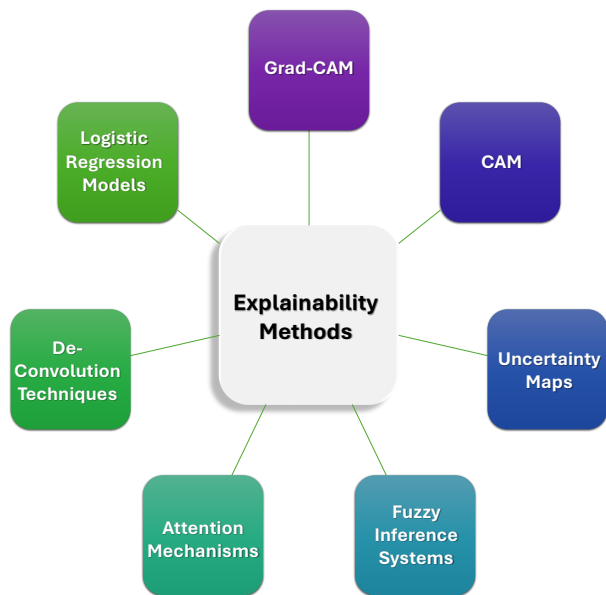 Grad-CAM
Logistic
Regression
Models
CAM
Explainability
Methods
De-
Convolution
Techniques
Uncertainty
Maps
Attention
Mechanisms
Fuzzy
Inference
Systems